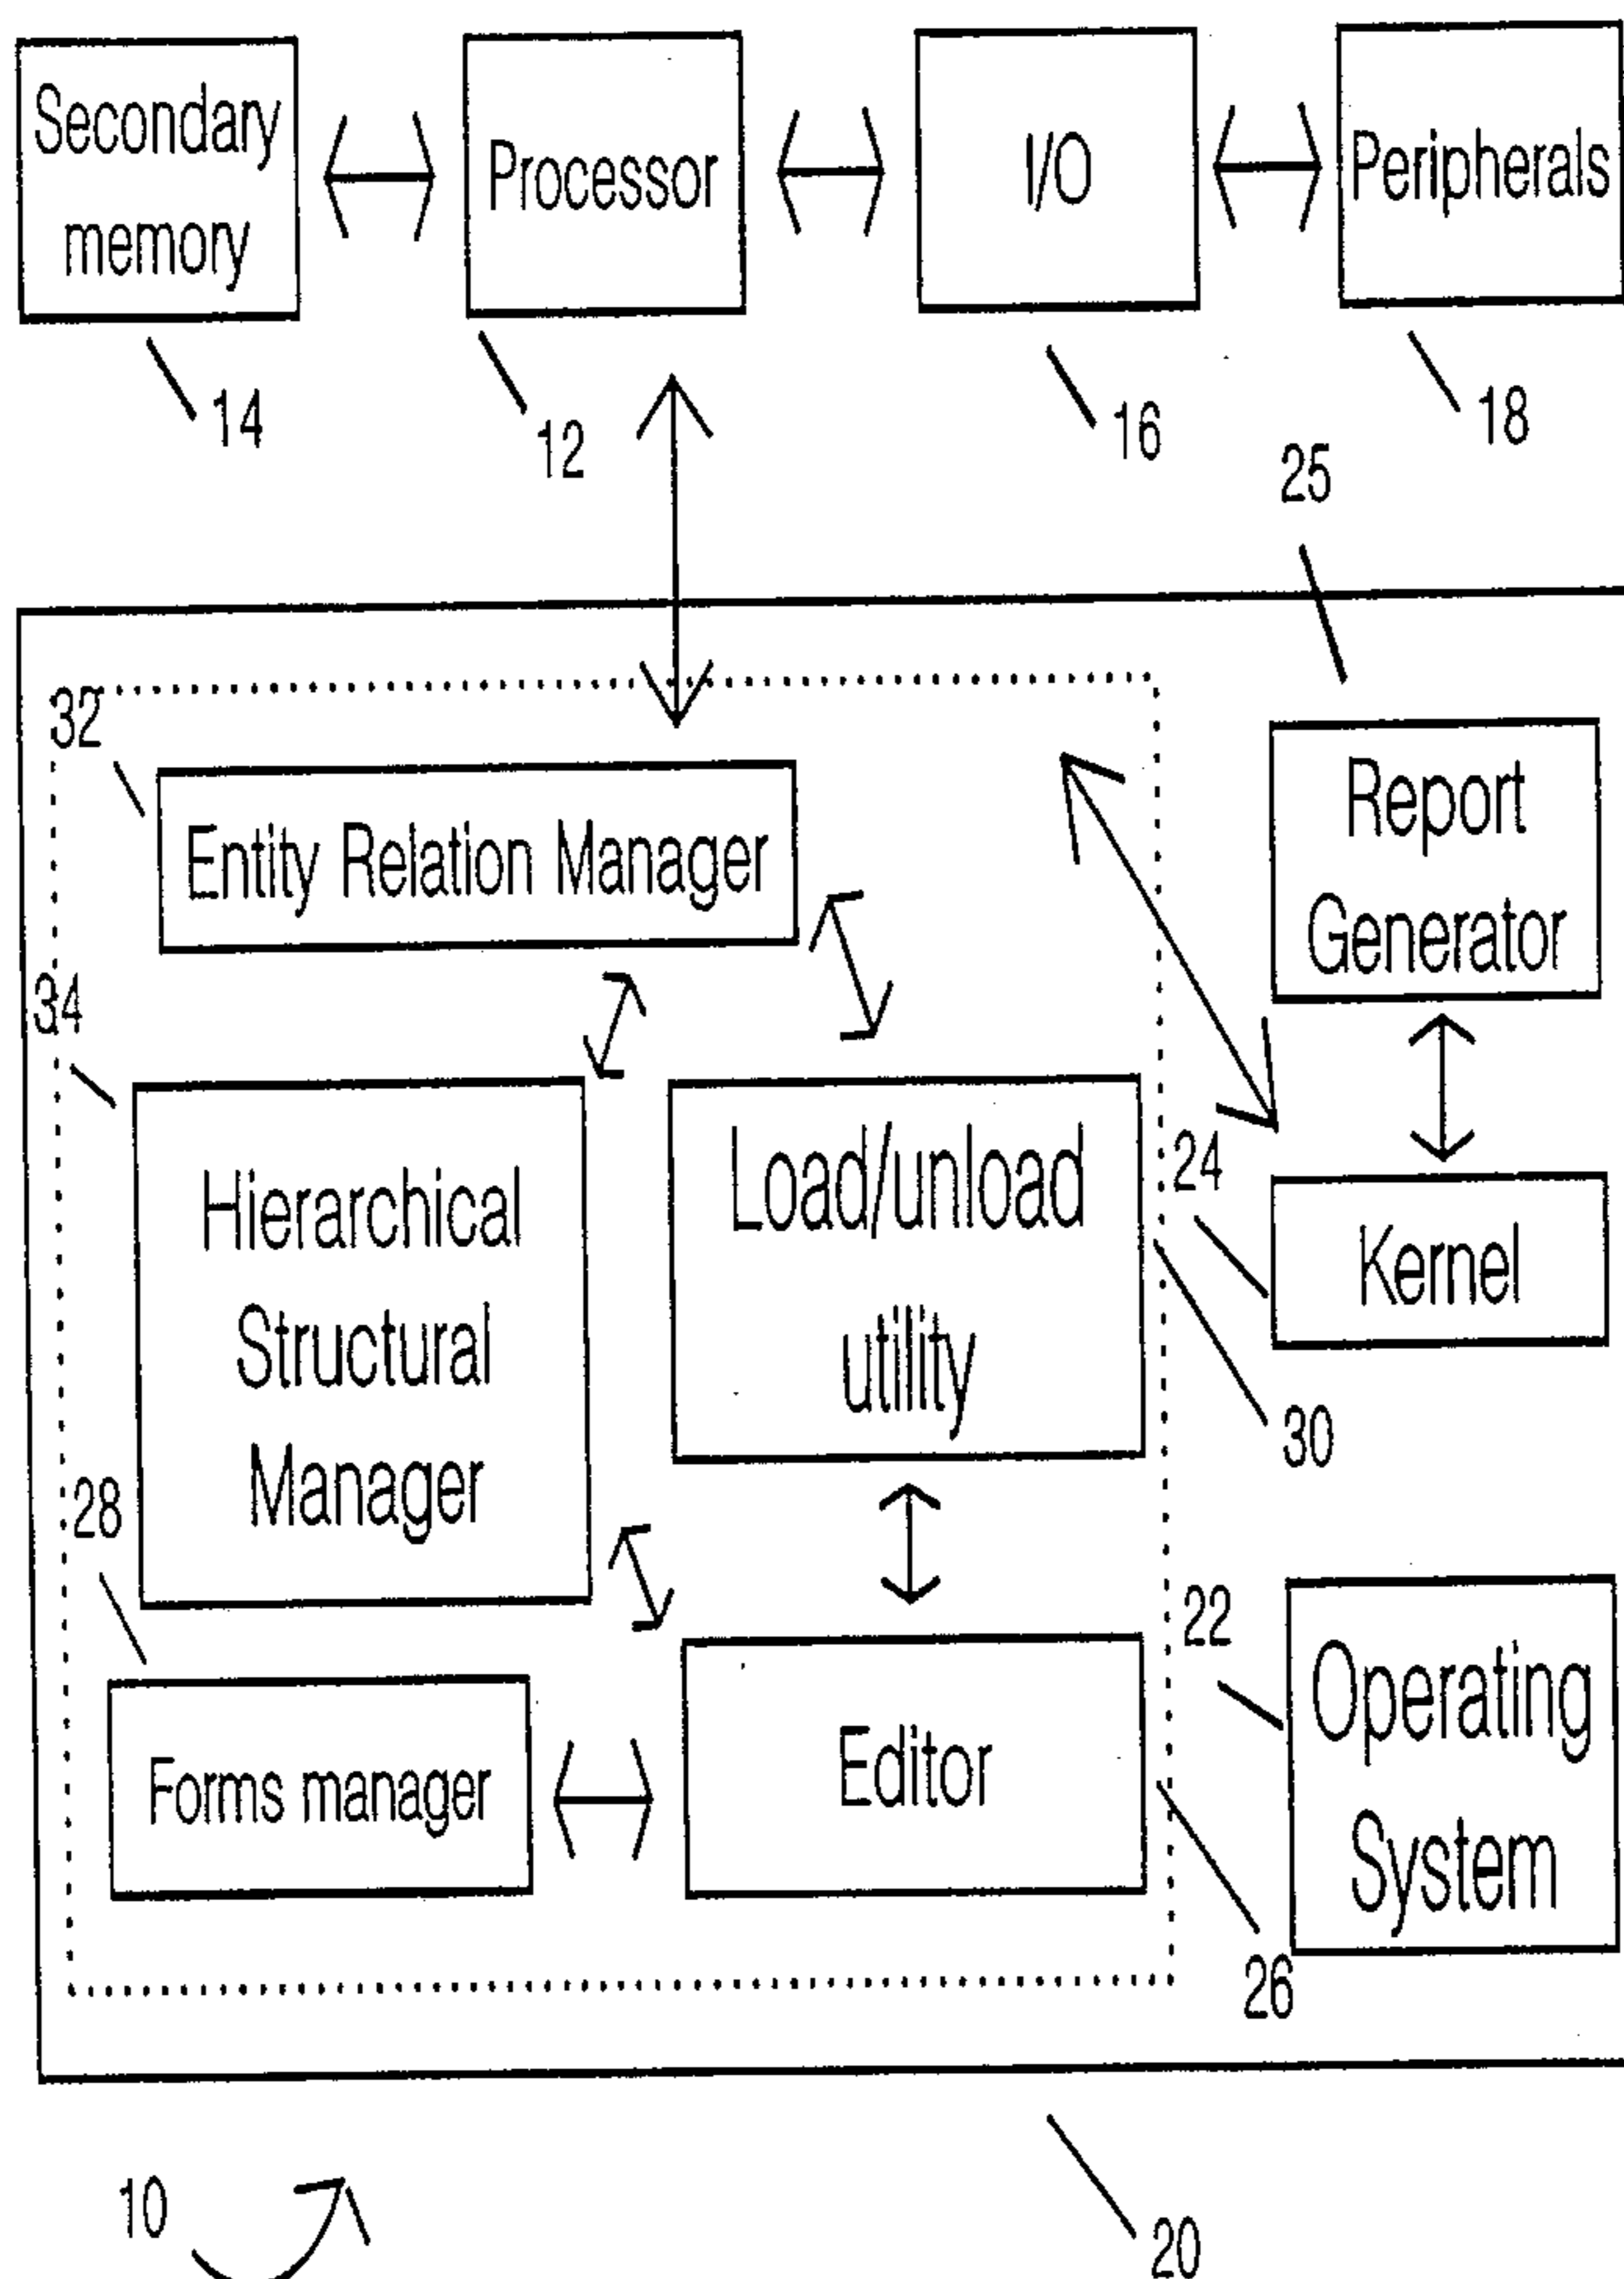 Secondary
memory
Processor
I/O
Peripherals
14
12
16
18
25
32
Entity Relation Manager
Report
Generator
34
Hierarchical
Structural
Manager
Load/unload
utility
24
Kernel
30
28
22
Operating
System
Forms manager
Editor
26
10
20